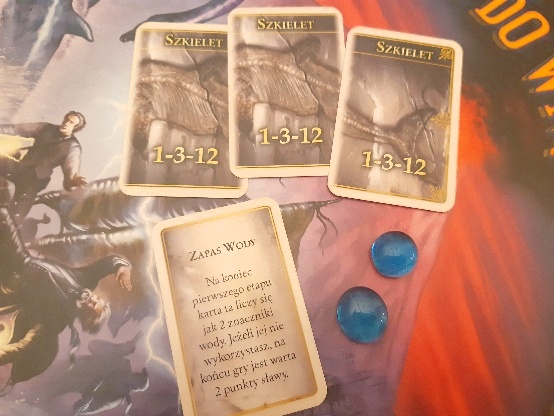 Szkielet
1-3-12
Szkielet
1-3-12
Szkielet
1-3-12
DO
Zapas Wody
Na koniec
pierwszego etapu
karta ta liczy się
jak 2 znaczniki
wody. Jeżeli jej nie
wykorzystasz, na
końcu gry jest warta
2 punkty sławy.